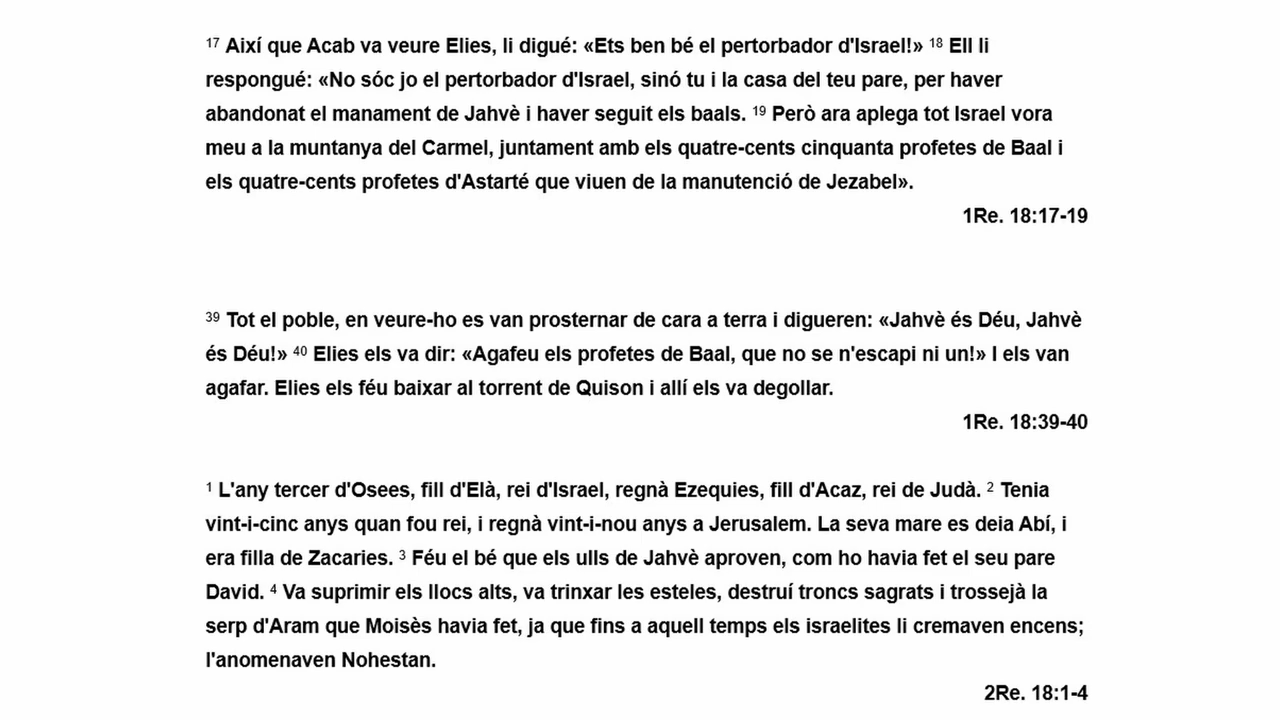 17 Així que Acab va veure Elies, li digué: «Ets ben bé el pertorbador d'Israel!» 18 Ell li
respongué: «No sóc jo el pertorbador d'Israel, sinó tu i la casa del teu pare, per haver
abandonat el manament de Jahvè i haver seguit els baals. 19 Però ara aplega tot Israel vora
meu a la muntanya del Carmel, juntament amb els quatre-cents cinquanta profetes de Baal i
els quatre-cents profetes d'Astarté que viuen de la manutenció de Jezabel».
1Re. 18:17-19
39 Tot el poble, en veure-ho es van prosternar de cara a terra i digueren: «Jahvè és Déu, Jahvè
és Déu!» 40 Elies els va dir: «Agafeu els profetes de Baal, que no se n'escapi ni un!» I els van
agafar. Elies els féu baixar al torrent de Quison i allí els va degollar.
1Re. 18:39-40
1 L'any tercer d'Osees, fill d'Elà, rei d'Israel, regnà Ezequies, fill d'Acaz, rei de Judà. 2 Tenia
vint-i-cinc anys quan fou rei, i regnà vint-i-nou anys a Jerusalem. La seva mare es deia Abí, i
era filla de Zacaries. 3 Féu el bé que els ulls de Jahvè aproven, com ho havia fet el seu pare
David. 4 Va suprimir els llocs alts, va trinxar les esteles, destruí troncs sagrats i trossejà la
serp d'Aram que Moisès havia fet, ja que fins a aquell temps els israelites li cremaven encens;
l'anomenaven Nohestan.
2Re. 18:1-4